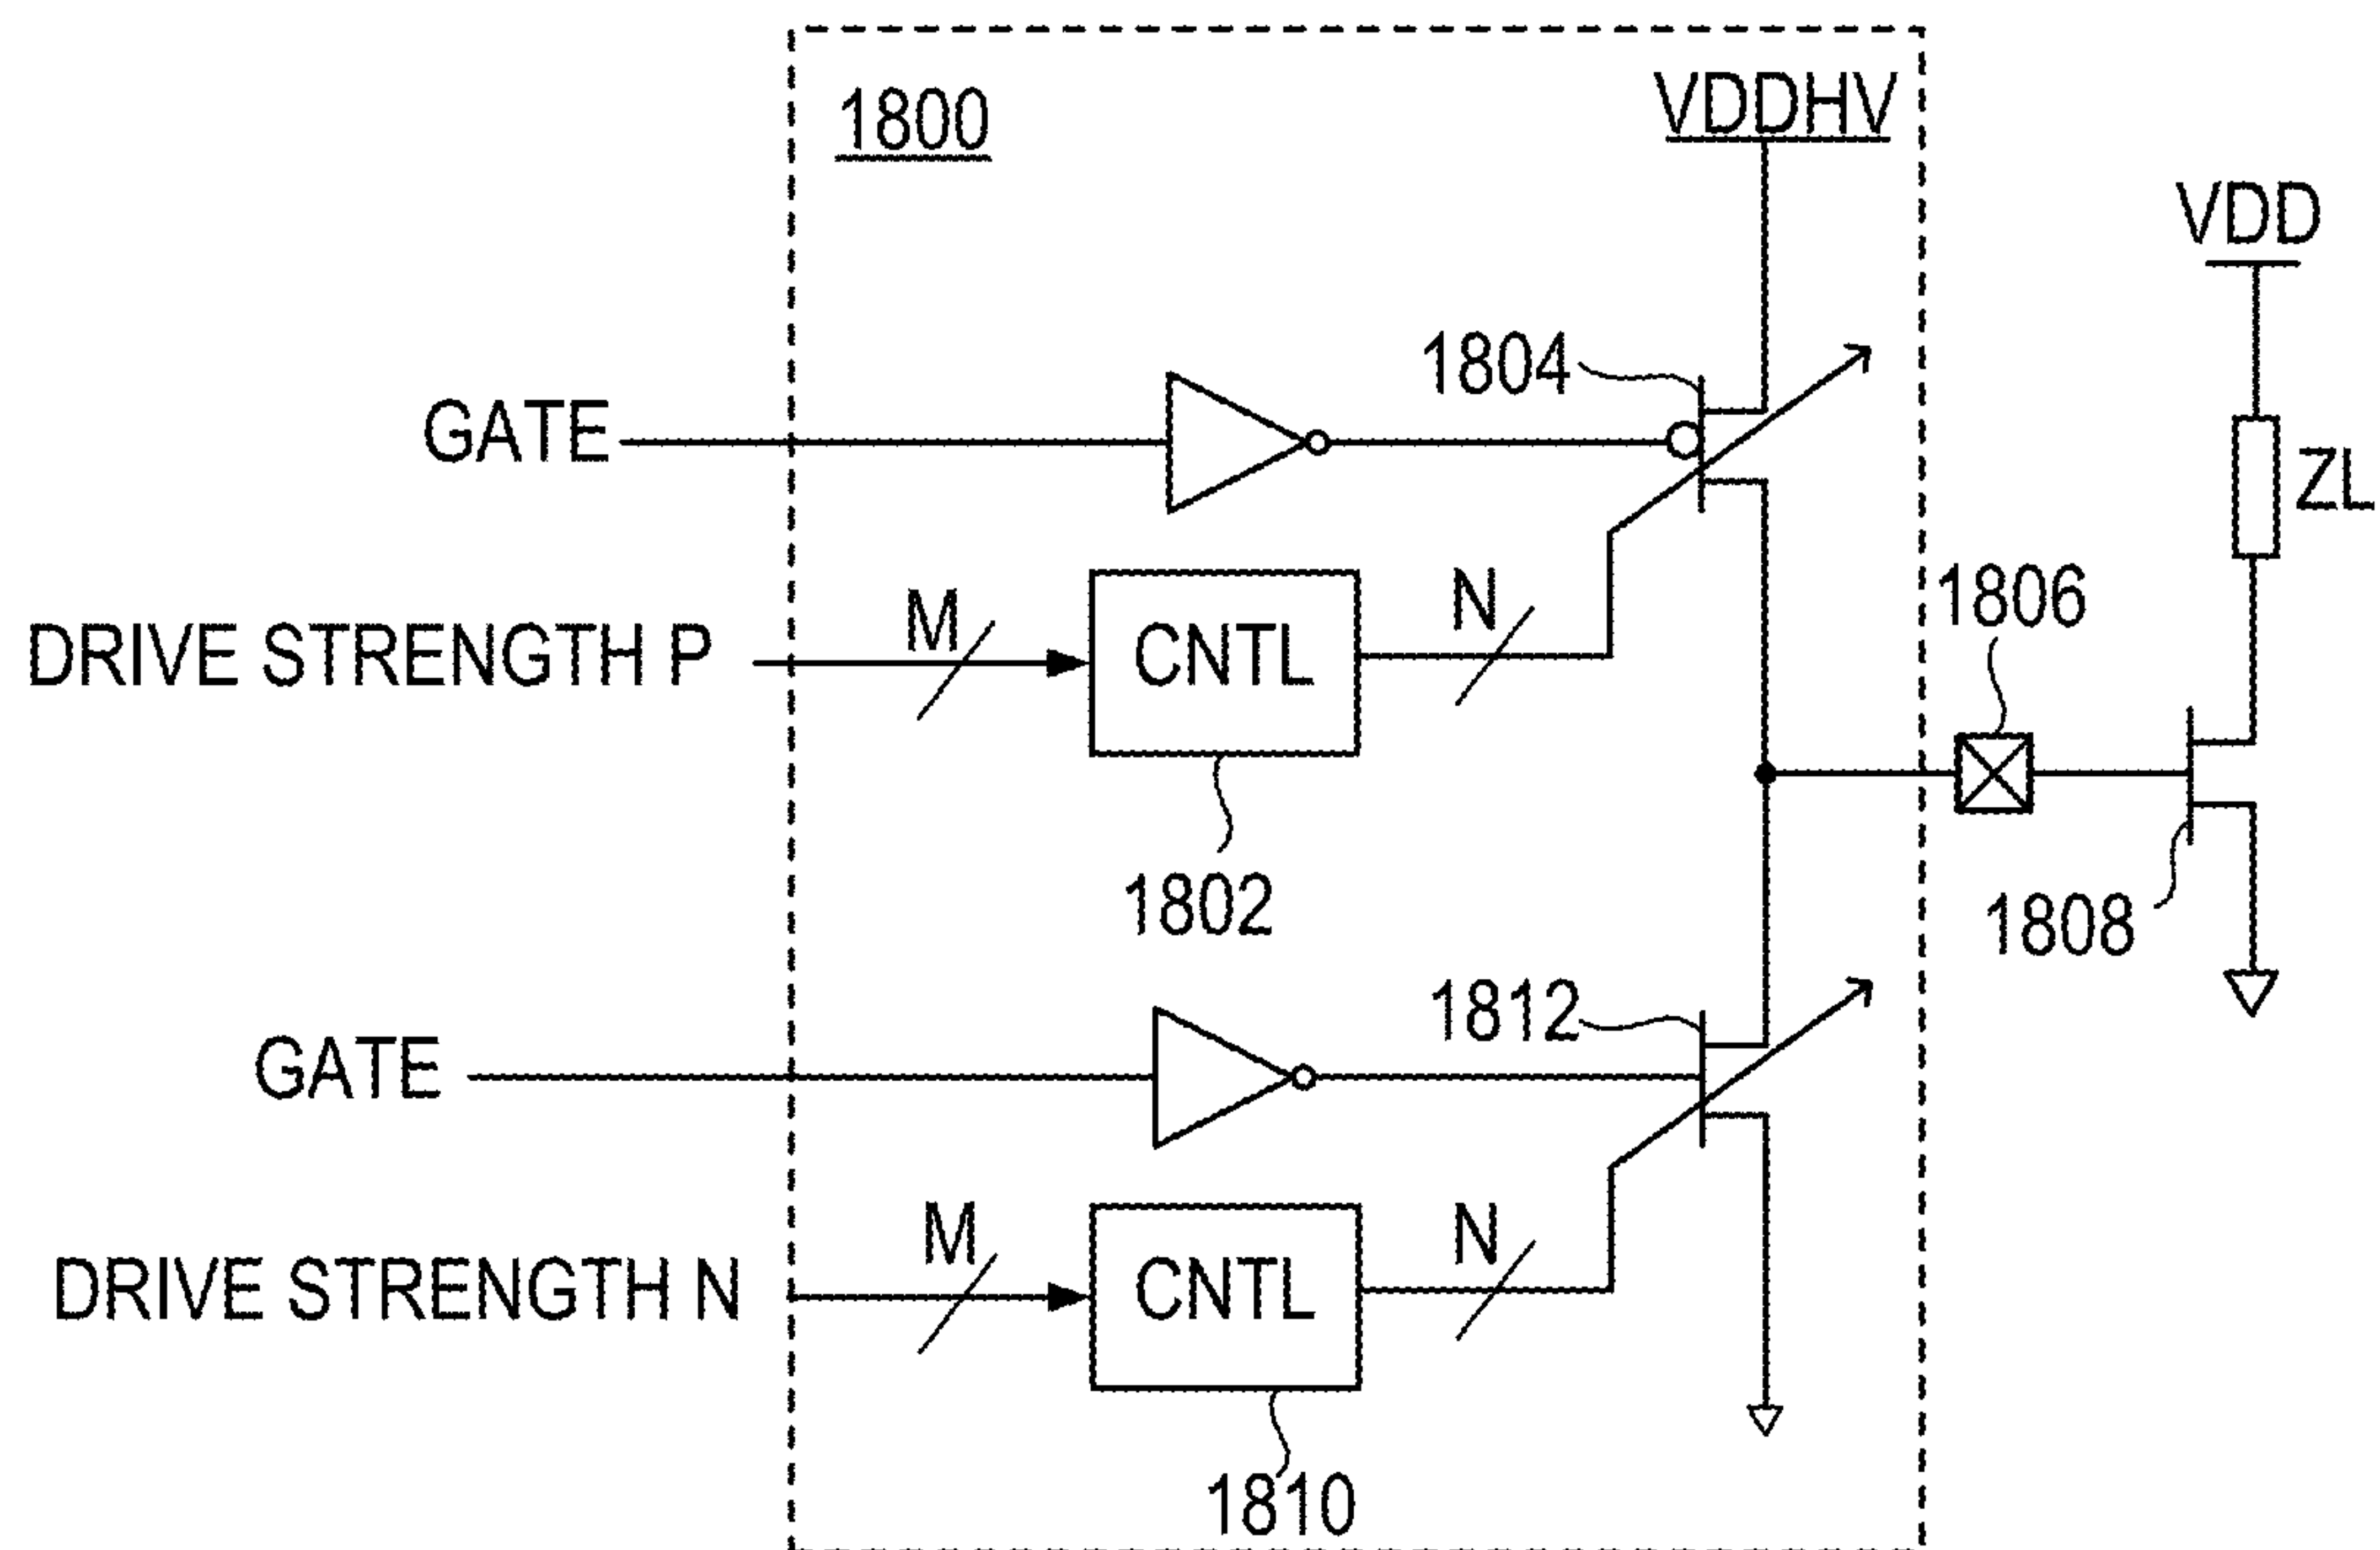 1800
VDDHV
VDD
1804
GATE
ZL
1806
DRIVE STRENGTH P
M
CNTL
N
1802
1808
1812
GATE
DRIVE STRENGTH N
M
CNTL
N
1810